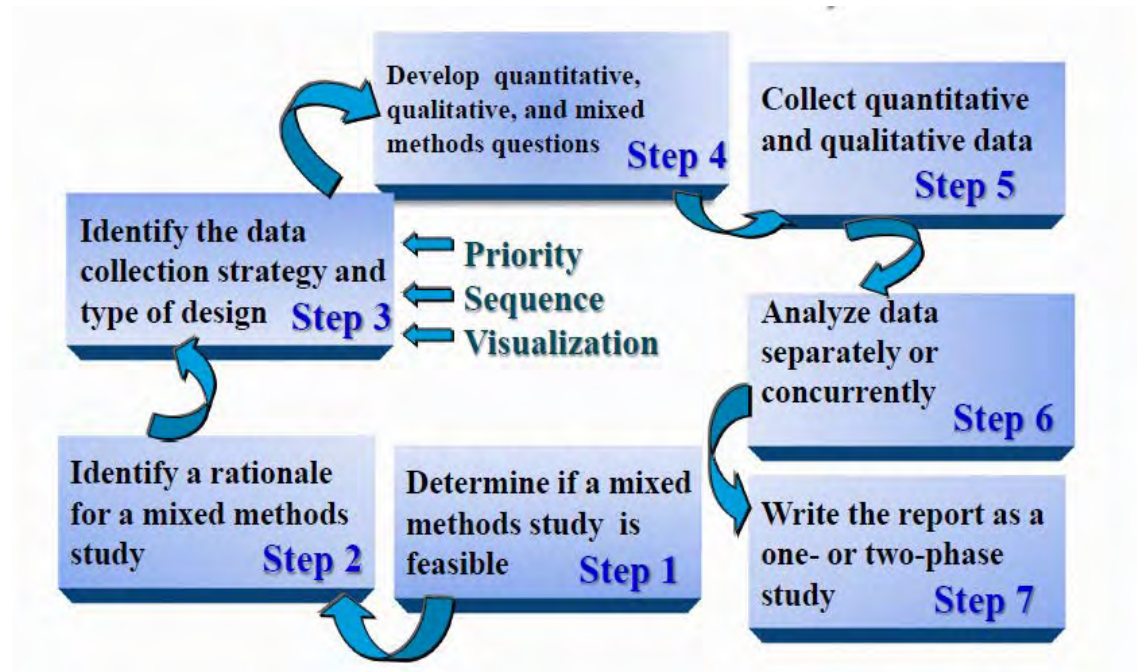 Develop quantitative,
qualitative, and mixed
methods questions
Step 4
Collect quantitative
and qualitative data
Step 5
Identify the data
collection strategy and
type of design
Step 3
Priority
Sequence
Visualization
Analyze data
separately or
concurrently
Step 6
Identify a rationale
for a mixed methods
study
Step 2
Determine if a mixed
methods study is
feasible
Step 1
Write the report as a
one- or two-phase
study
Step 7